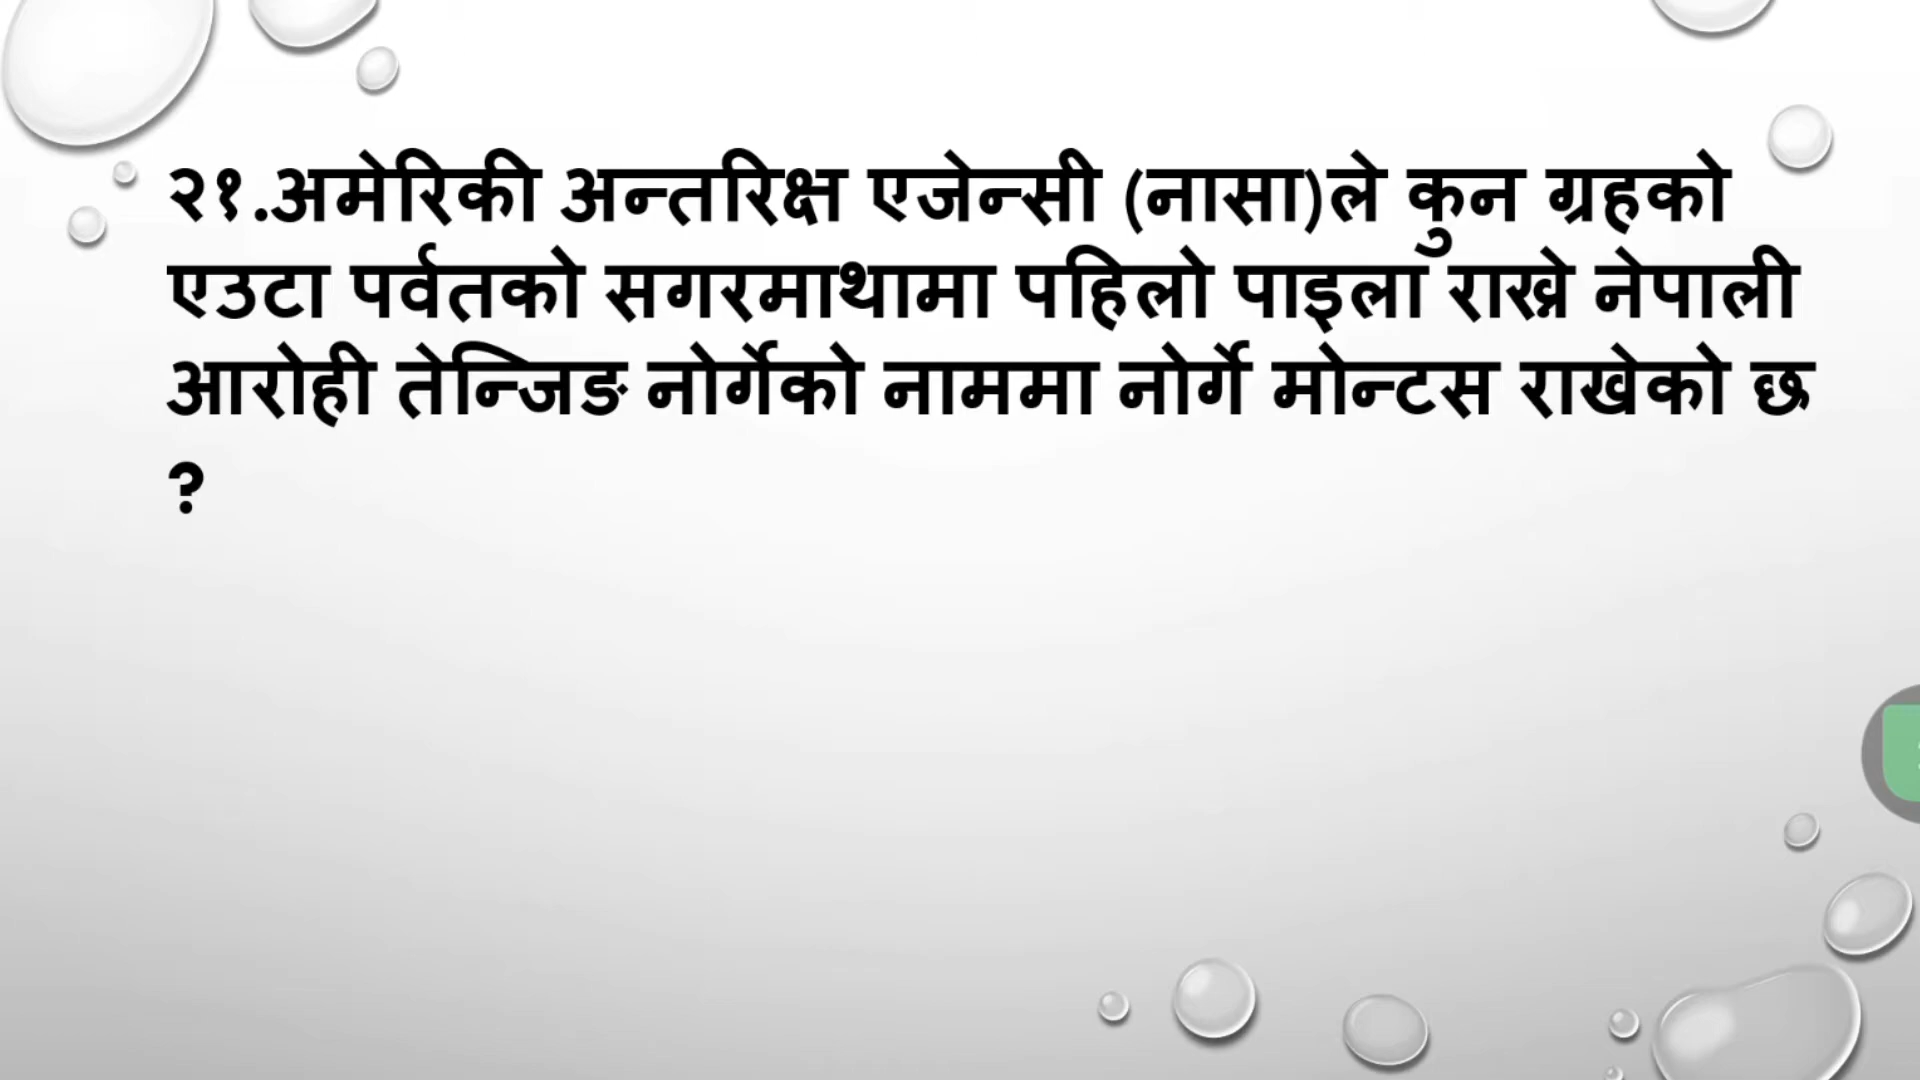 २१.अमेरिकी अन्तरिक्ष एजेन्सी (नासा)ले कुन ग्रहको
एउटा पर्वतको सगरमाथामा पहिलो पाइला राख्ने नेपाली
आरोही तेन्जिङ नोर्गेको नाममा नोर्गे मोन्टस राखेको छ
?